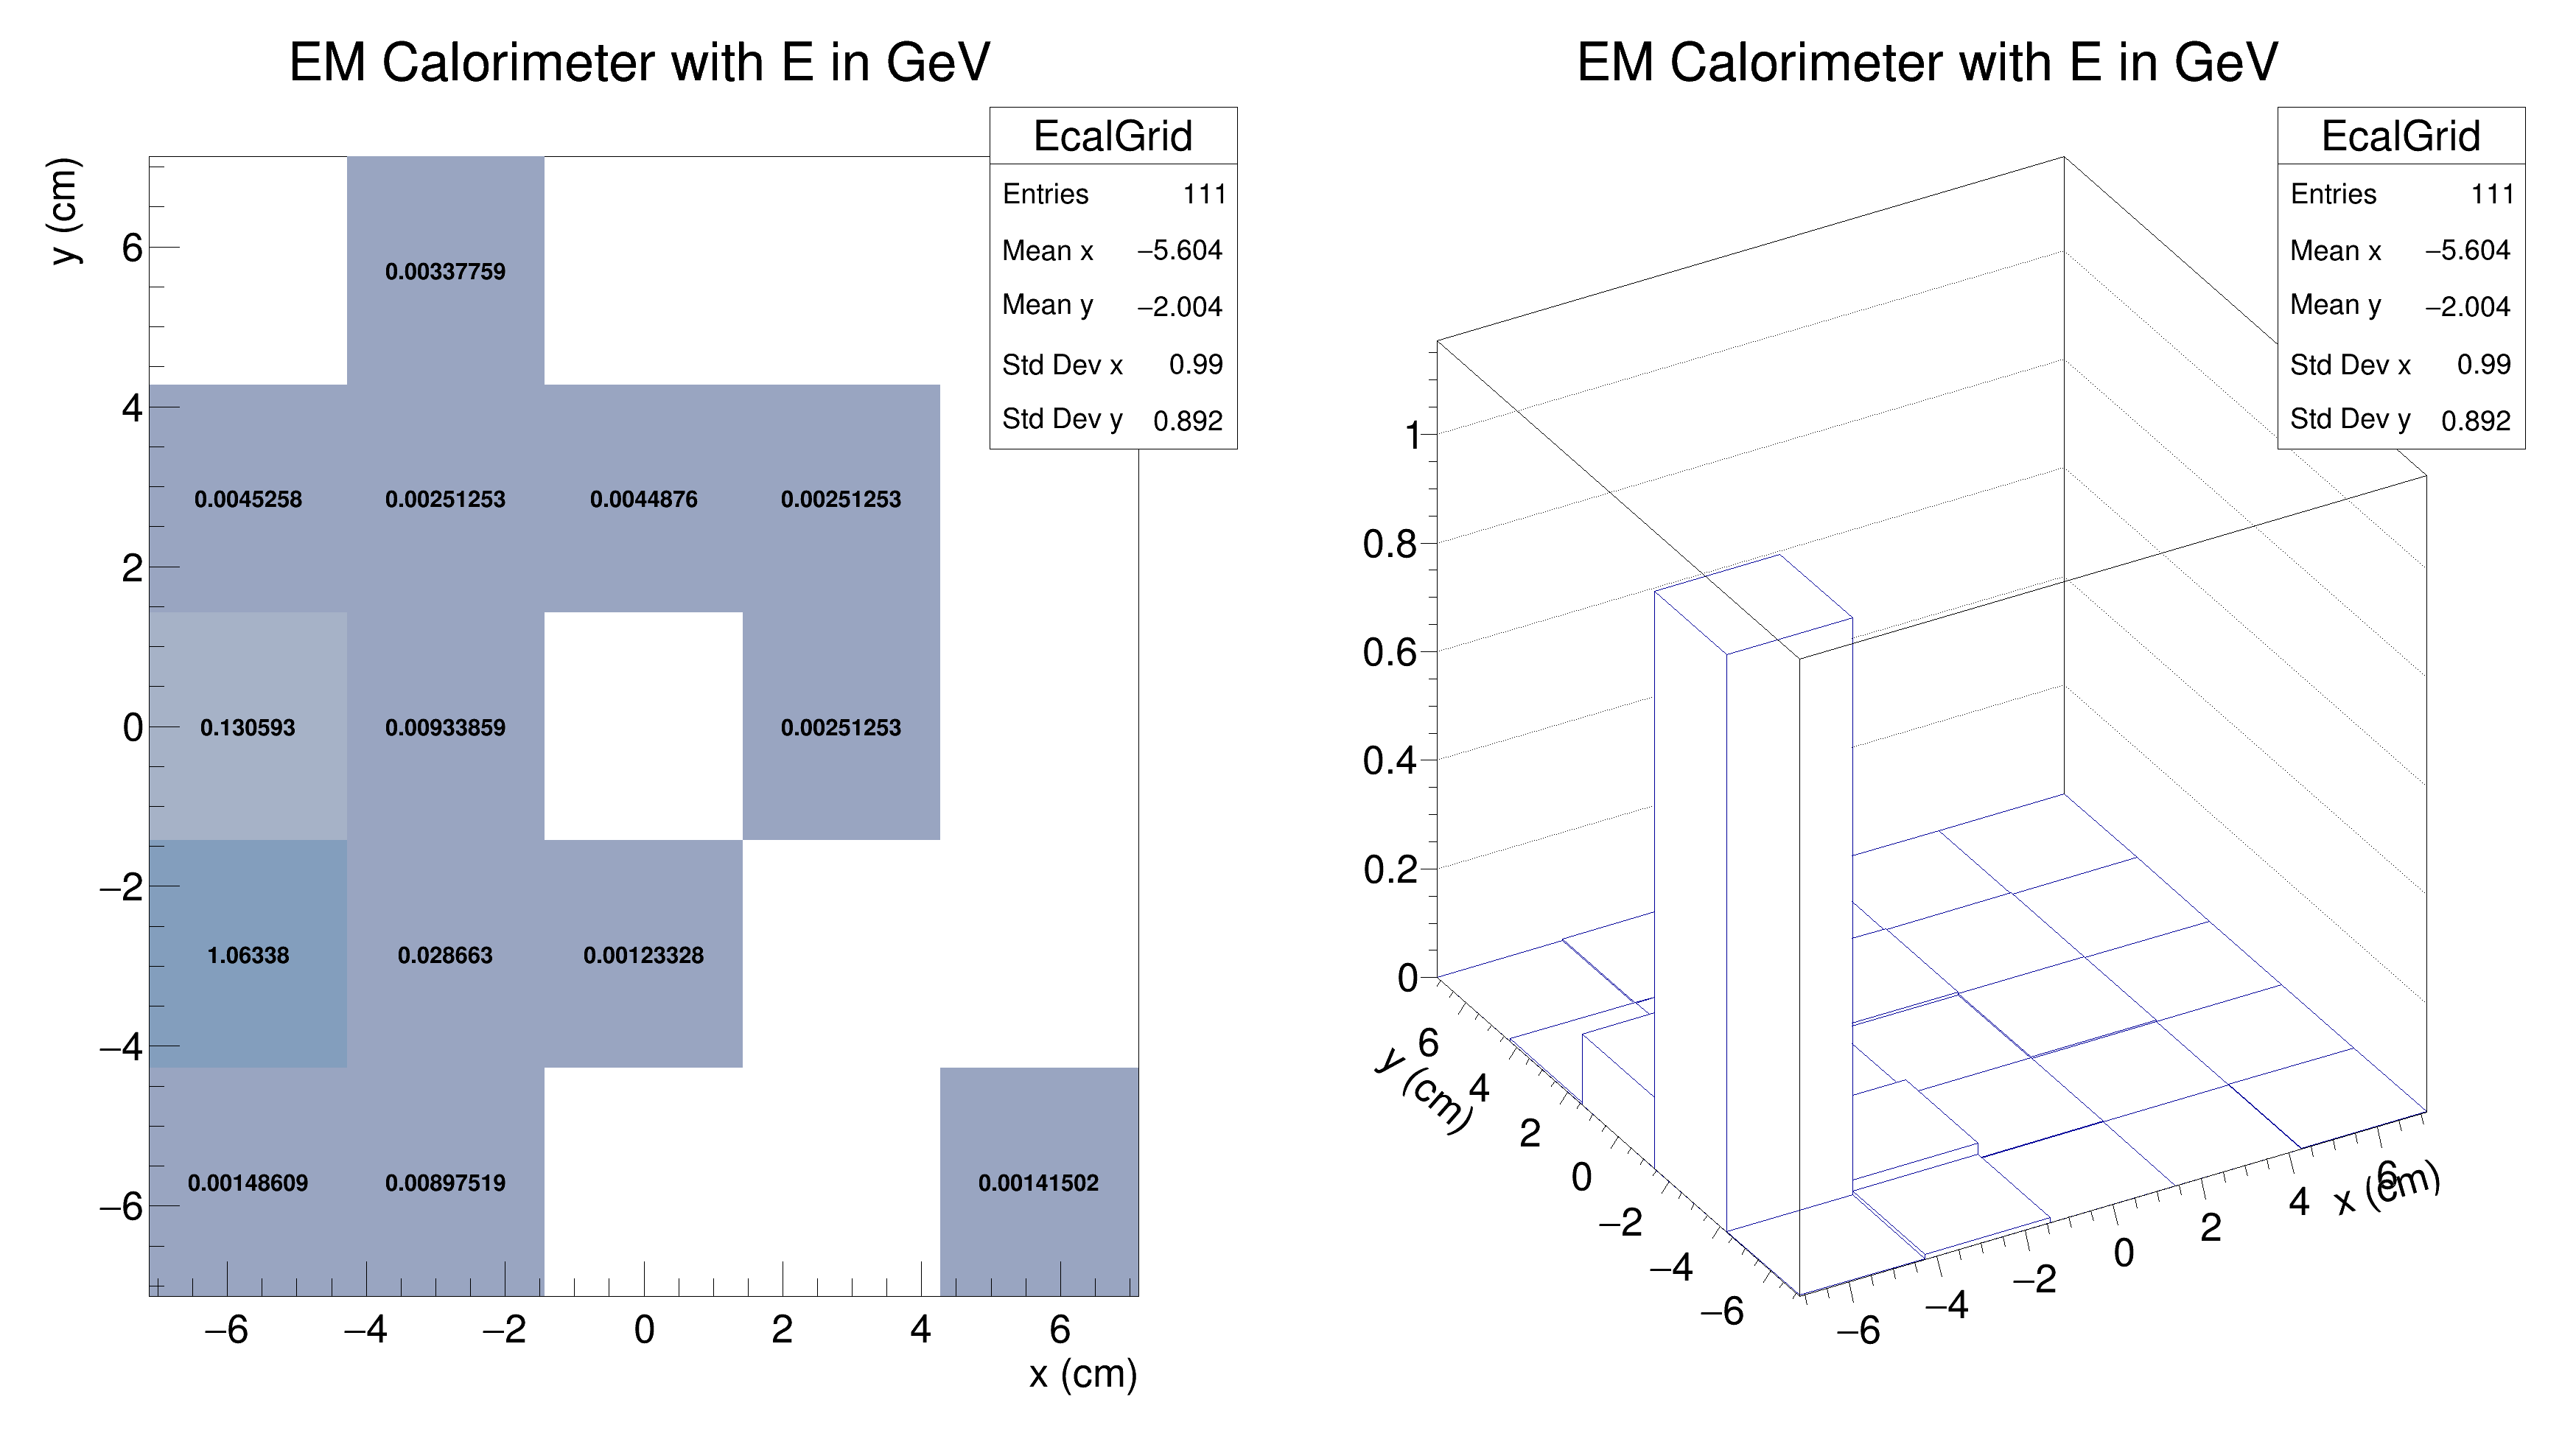 EM Calorimeter with E in GeV
EcalGrid
Entries 111
Mean x −5.604
Mean y −2.004
Std Dev x 0.99
Std Dev y 0.892
y (cm)
6
4
2
0
−2
−4
−6
0.00337759
0.0045258 0.00251253 0.0044876 0.00251253
0.130593 0.00933859 0.00251253
1.06338 0.028663 0.00123328
0.00148609 0.00897519 0.00141502
−6 −4 −2 0 2 4 6
x (cm)
EM Calorimeter with E in GeV
EcalGrid
Entries 111
Mean x −5.604
Mean y −2.004
Std Dev x 0.99
Std Dev y 0.892
1
0.8
0.6
0.4
0.2
0
6
4
2
0
−2
−4
−6
y (cm)
−6 −4 −2 0 2 4 6
x (cm)